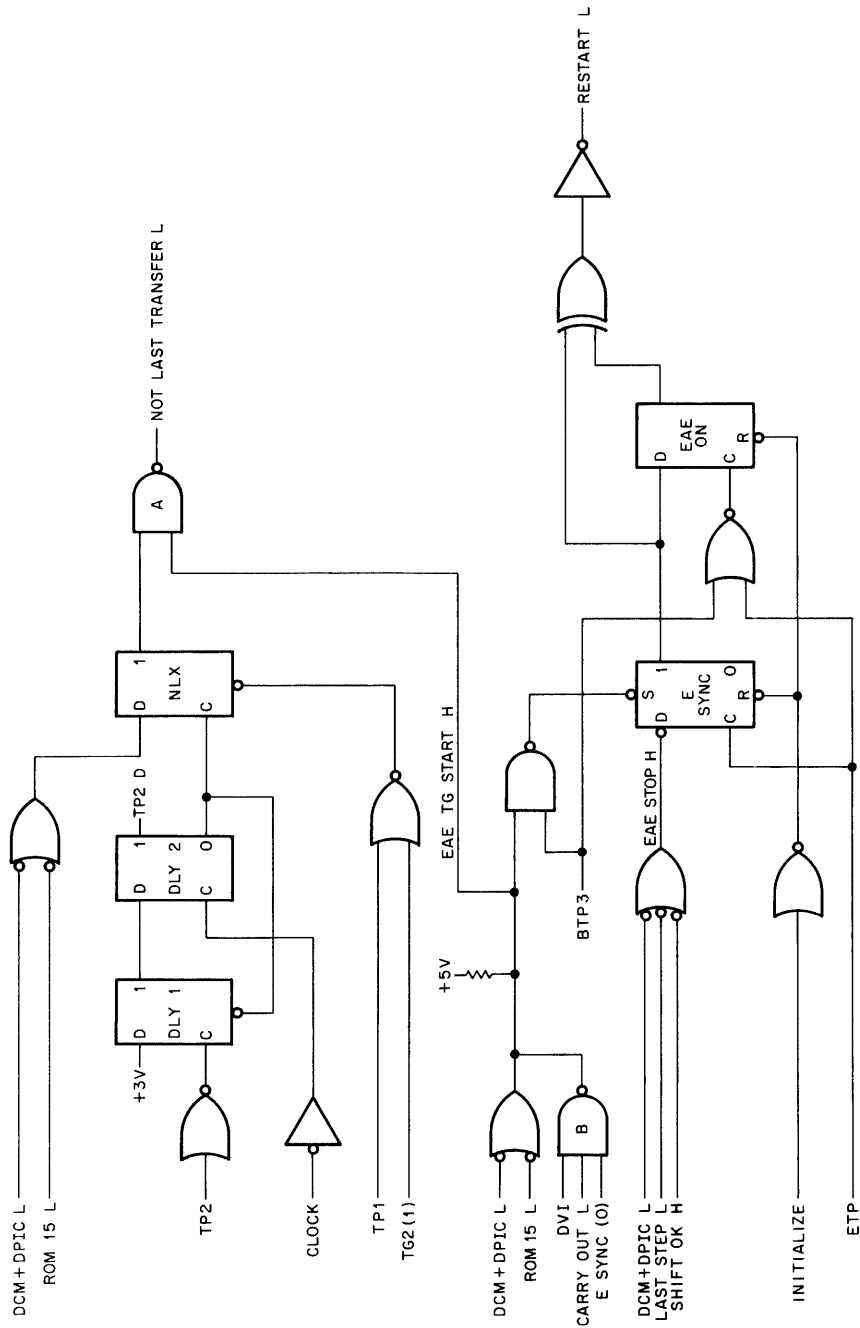 DCM + DPIC L
ROM 15 L
+3V
D 1
DLY 1
C
D 1
DLY 2
C 0
TP2 D
D 1
NLX
C
A
NOT LAST TRANSFER L
TP2
CLOCK
TP1
TG2 (1)
EAE TG START H
+5V
DCM + DPIC L
ROM 15 L
DVI
CARRY OUT L
E SYNC (0)
B
BTP3
DCM + DPIC L
LAST STEP L
SHIFT OK H
EAE STOP H
S
D 1
E
SYNC
C R 0
D
EAE
ON
C R
RESTART L
INITIALIZE
ETP